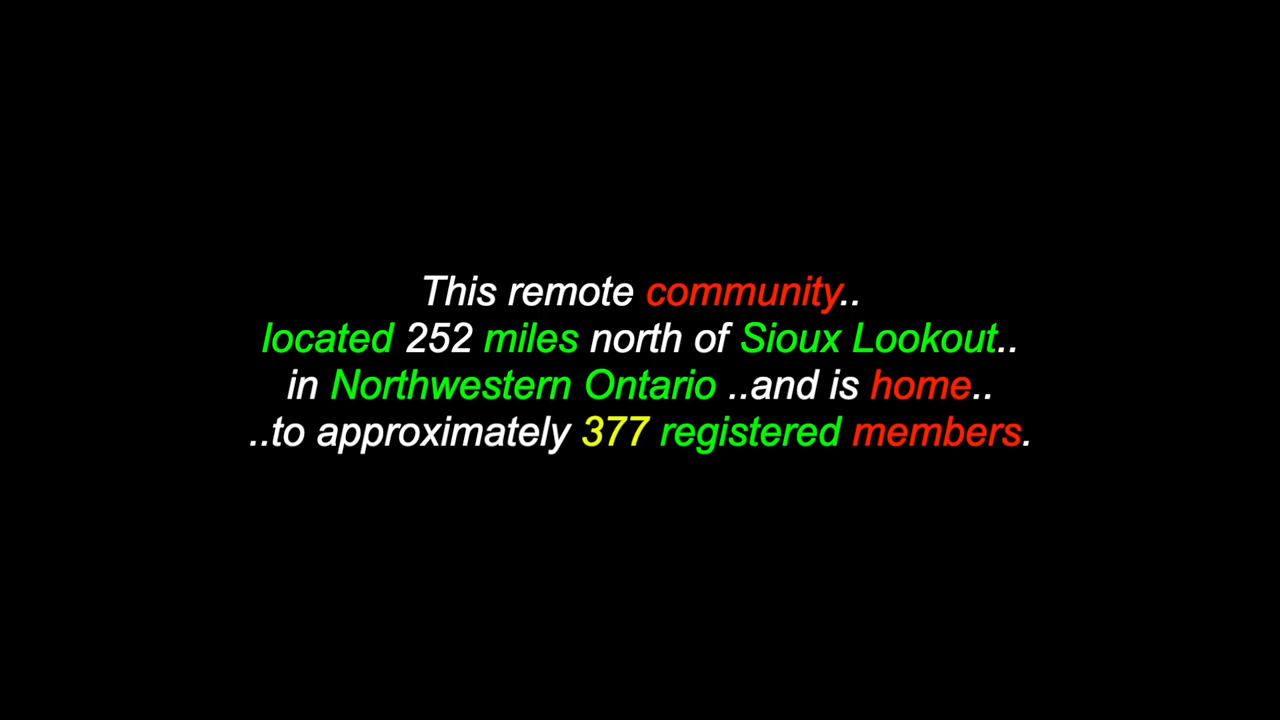 This remote community..
located 252 miles north of Sioux Lookout..
in Northwestern Ontario ..and is home..
..to approximately 377 registered members.